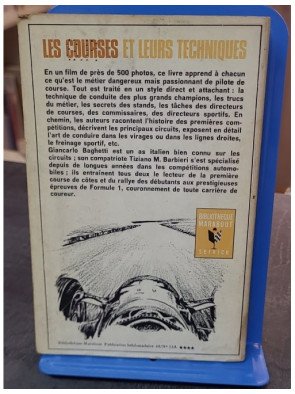 LES COURSES ET LEURS TECHNIQUES
En un film de près de 500 photos, ce livre apprend à chacun
ce qu'est le métier dangereux mais passionnant de pilote de
course. Tout est traité en un style direct et attachant : la
technique de conduite des plus grands champions, les trucs
du métier, les secrets des stands, les tâches des directeurs
de courses, des commissaires, des directeurs sportifs. En
chemin, les auteurs racontent l'histoire des premières com-
pétitions, décrivent les principaux circuits, exposent en détail
l'art de conduire dans les virages ou dans les lignes droites,
le freinage sportif, etc.
Giancarlo Baghetti est un as italien bien connu sur les
circuits ; son compatriote Tiziano M. Barbieri s'est spécialisé
depuis de longues années dans les compétitions automo-
biles ; ils entraînent tous deux le lecteur de la première
course de côtes et du rallye des débutants aux prestigieuses
épreuves de Formule 1, couronnement de toute carrière de
coureur.
BIBLIOTHÈQUE
MARABOUT
SERVICE
Bibliothèque Marabout. Publication hebdomadaire